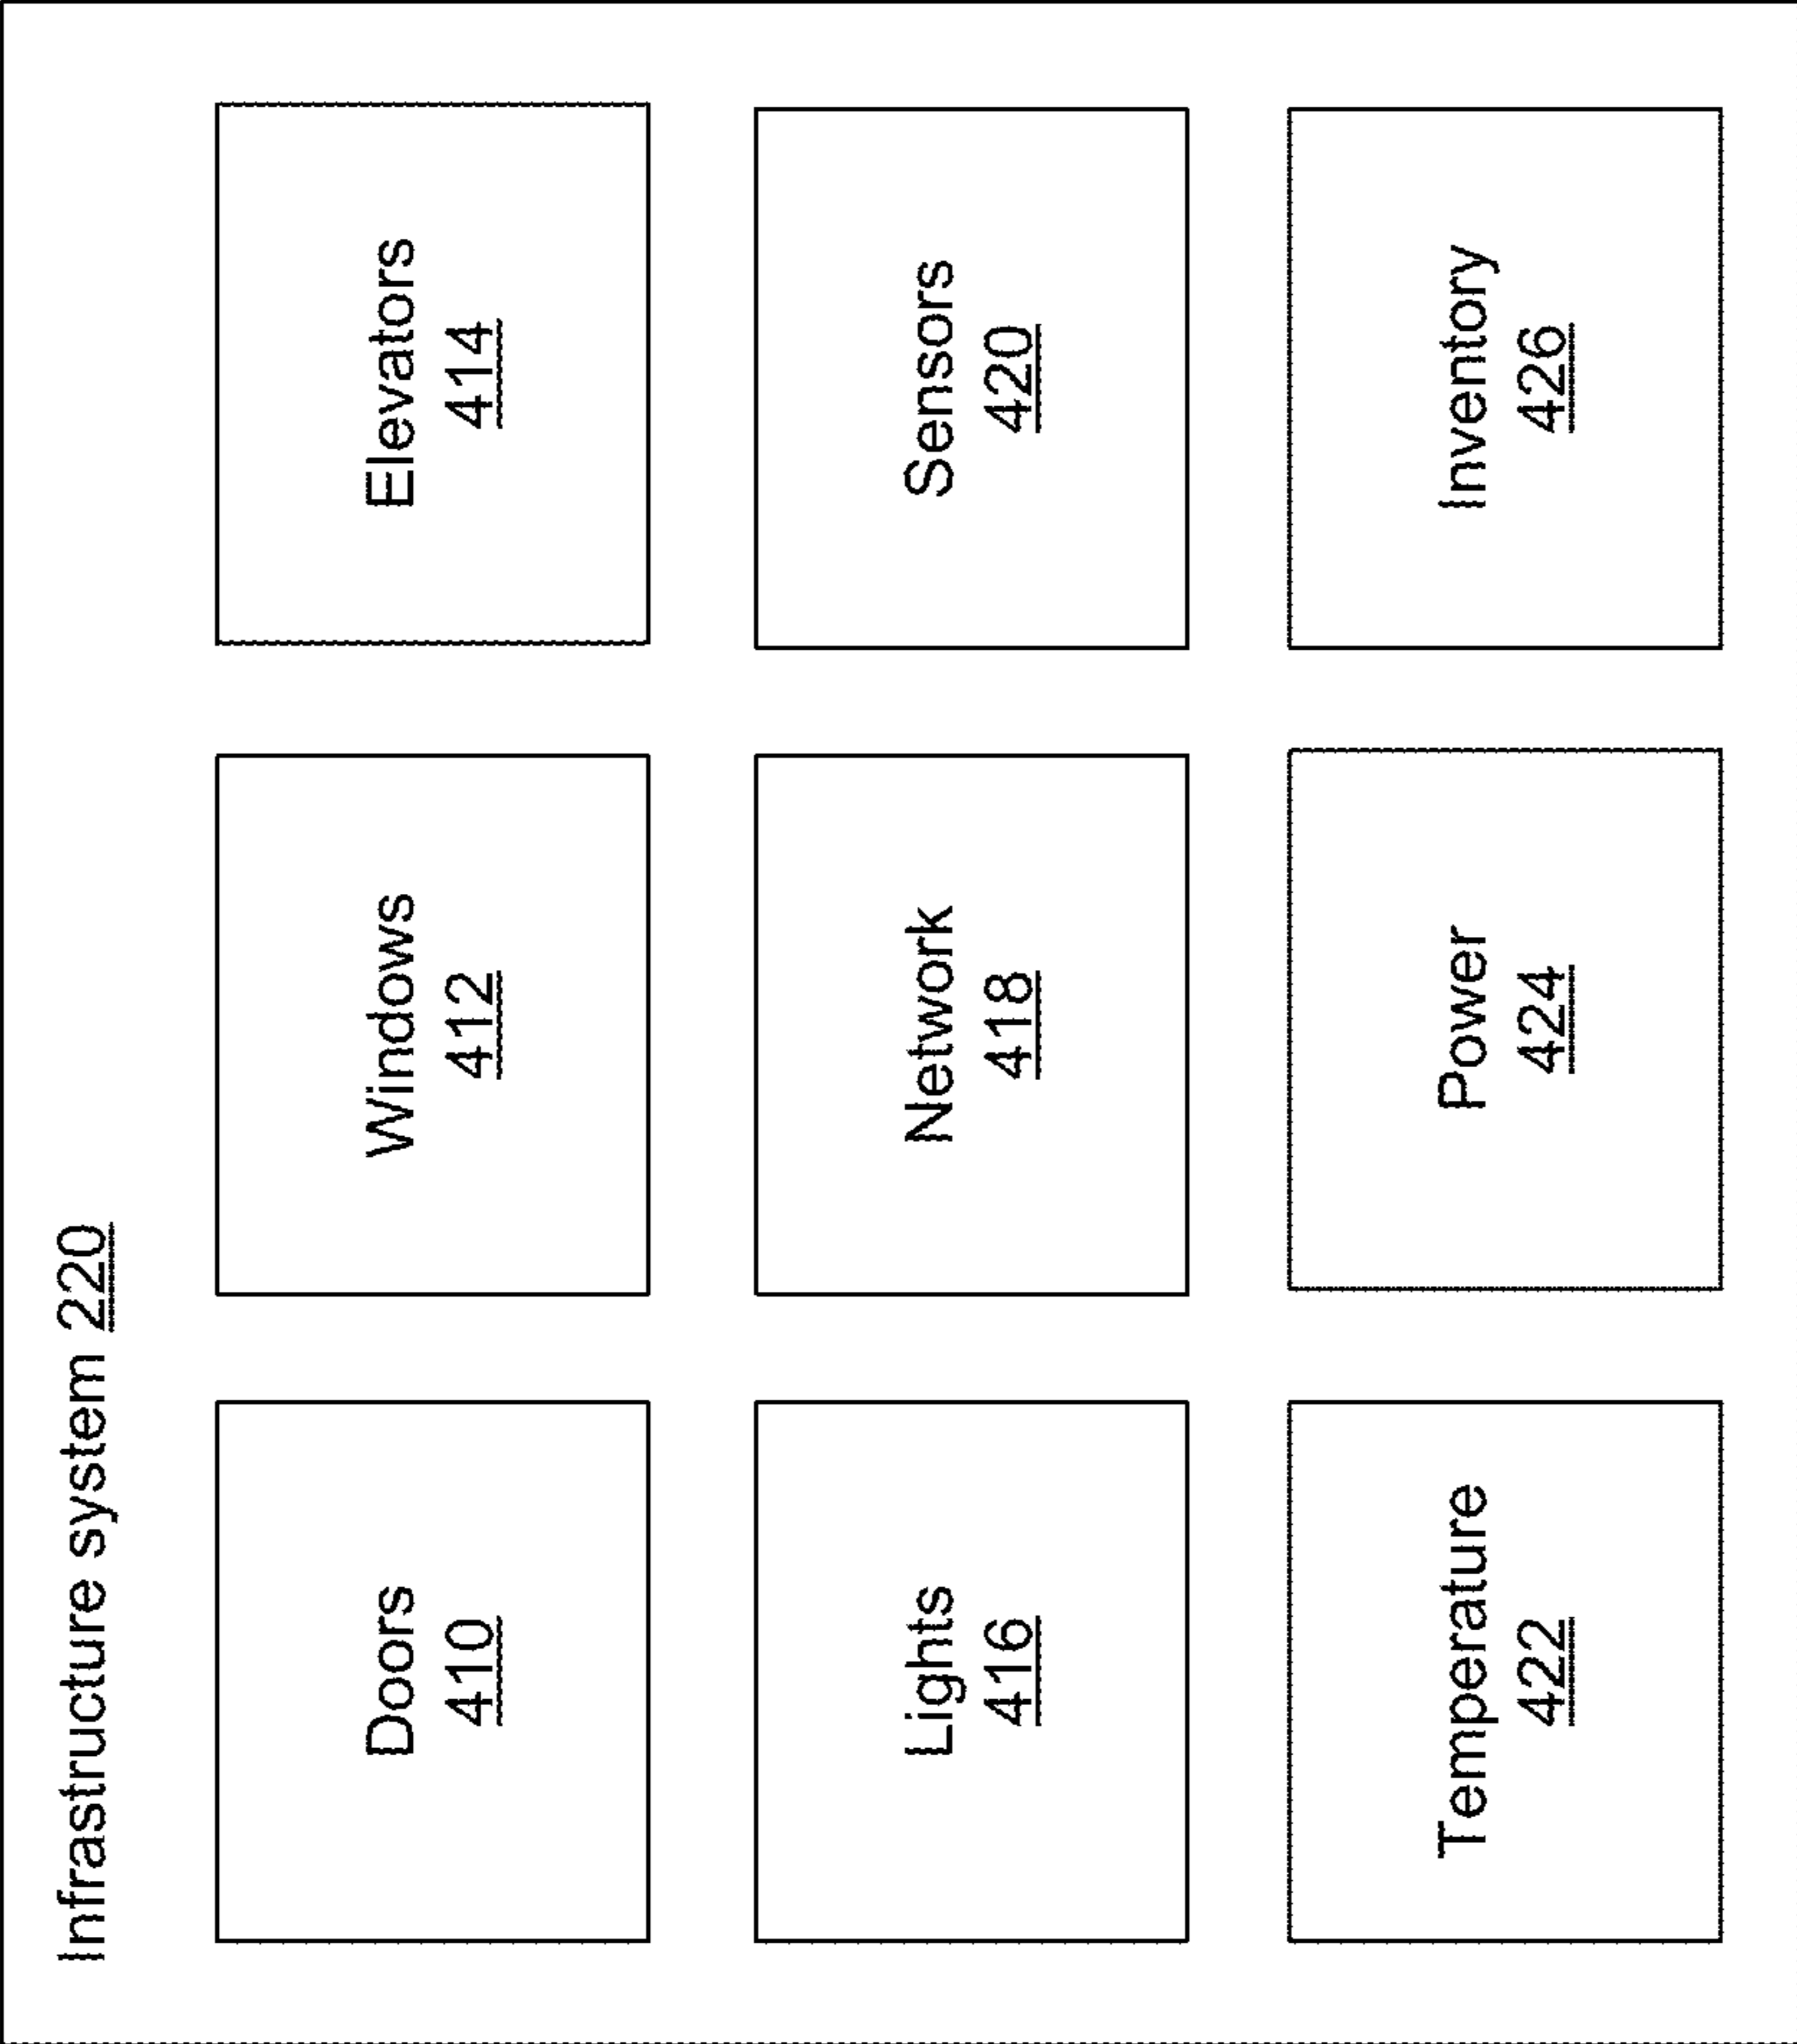 Infrastructure system 220
Doors
410
Windows
412
Elevators
414
Lights
416
Network
418
Sensors
420
Temperature
422
Power
424
Inventory
426